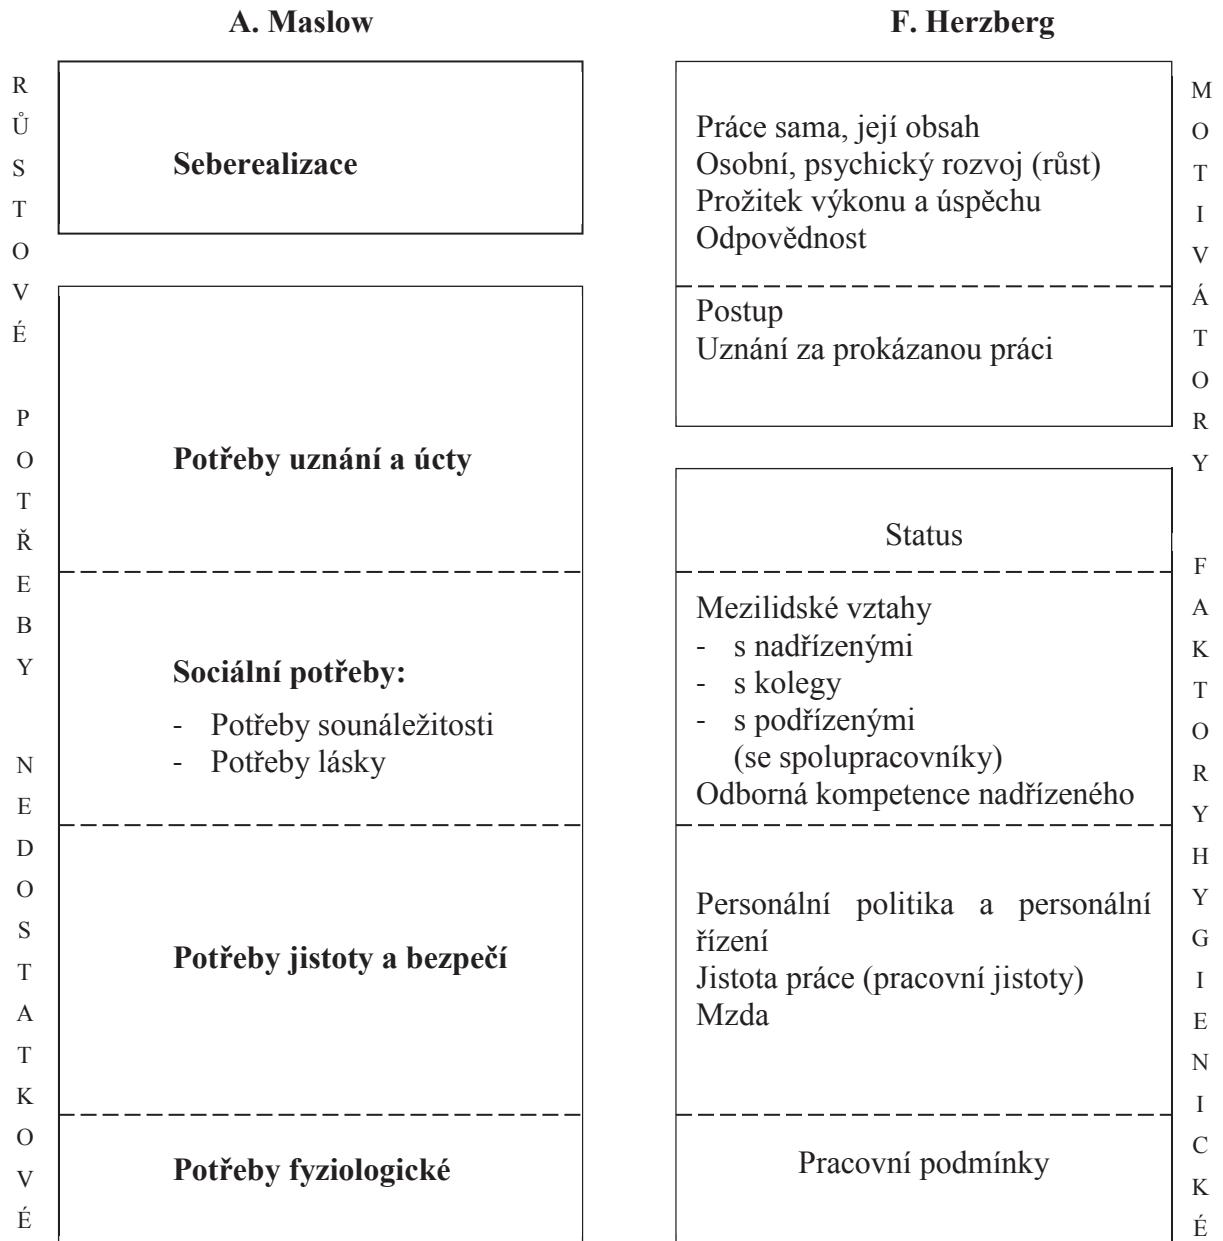 A. Maslow
F. Herzberg
RŮSTOVÉ POTŘEBY NEDOSTATKOVÉ
Seberealizace
Potřeby uznání a úcty
Sociální potřeby:
- Potřeby sounáležitosti
- Potřeby lásky
Potřeby jistoty a bezpečí
Potřeby fyziologické
Práce sama, její obsah
Osobní, psychický rozvoj (růst)
Prožitek výkonu a úspěchu
Odpovědnost
Postup
Uznání za prokázanou práci
Status
Mezilidské vztahy
- s nadřízenými
- s kolegy
- s podřízenými
(se spolupracovníky)
Odborná kompetence nadřízeného
Personální politika a personální
řízení
Jistota práce (pracovní jistoty)
Mzda
Pracovní podmínky
MOTIVÁTORY FAKTORYHYGIENICKÉ